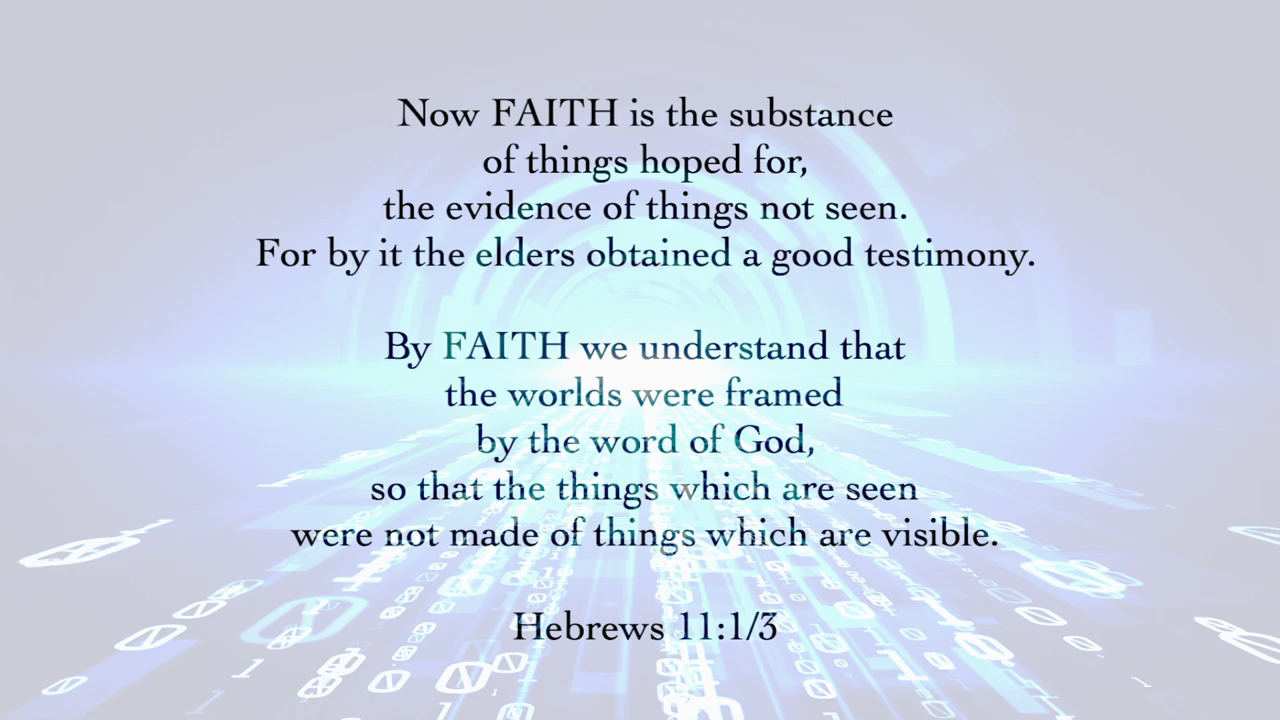 Now FAITH is the substance
of things hoped for,
the evidence of things not seen.
For by it the elders obtained a good testimony.
By FAITH we understand that
the worlds were framed
by the word of God,
so that the things which are seen
were not made of things which are visible.
Hebrews 11:1/3